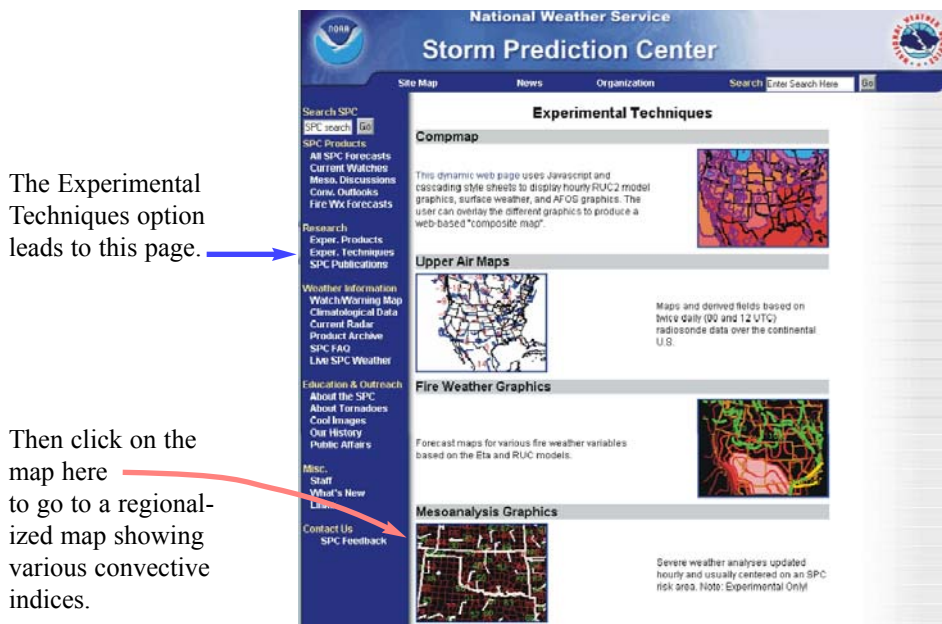 The Experimental
Techniques option
leads to this page.
Then click on the
map here
to go to a regional-
ized map showing
various convective
indices.
NOAA
National Weather Service
Storm Prediction Center
Site Map News Organization Search Enter Search Here Go
Search SPC
SPC search Go
SPC Products
All SPC Forecasts
Current Watches
Meso. Discussions
Conv. Outlooks
Fire Wx Forecasts
Research
Exper. Products
Exper. Techniques
SPC Publications
Weather Information
Watch/Warning Map
Climatological Data
Current Radar
Product Archive
SPC FAQ
Live SPC Weather
Education & Outreach
About the SPC
About Tornadoes
Cool Images
Our History
Public Affairs
Misc.
Staff
What's New
Contact Us
SPC Feedback
Experimental Techniques
Compmap
This dynamic web page uses Javascript and
cascading style sheets to display hourly RUC2 model
graphics, surface weather, and AFOS graphics. The
user can overlay the different graphics to produce a
web-based "composite map".
Upper Air Maps
Maps and derived fields based on
twice daily (00 and 12 UTC)
radiosonde data over the continental
U.S.
Fire Weather Graphics
Forecast maps for various fire weather variables
based on the Eta and RUC models.
Mesoanalysis Graphics
Severe weather analyses updated
hourly and usually centered on an SPC
risk area. Note: Experimental Only!